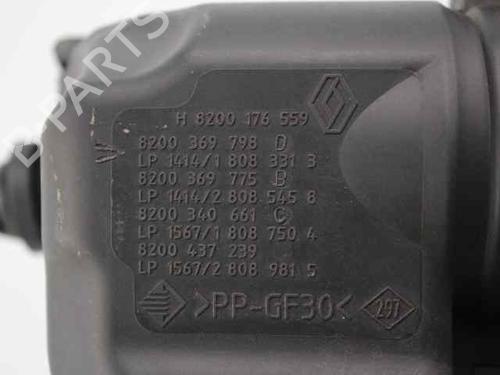 H 8200 176 559
8200 369 798 D
LP 1414/1 808 331 3
8200 369 775 B
LP 1414/2 808 545 8
8200 340 661 C
LP 1567/1 808 750 4
8200 437 239
LP 1567/2 808 981 5
>PP-GF30<
297